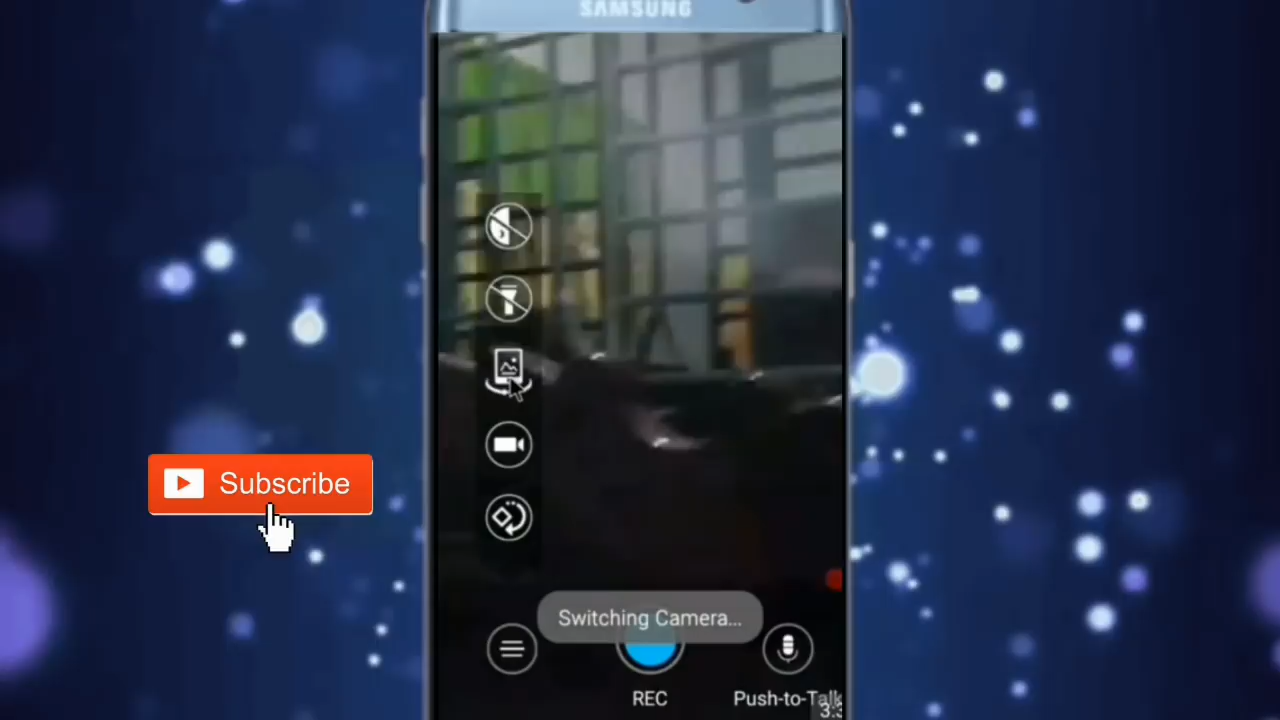 SAMSUNG
Subscribe
Switching Camera...
REC
Push-to-Talk